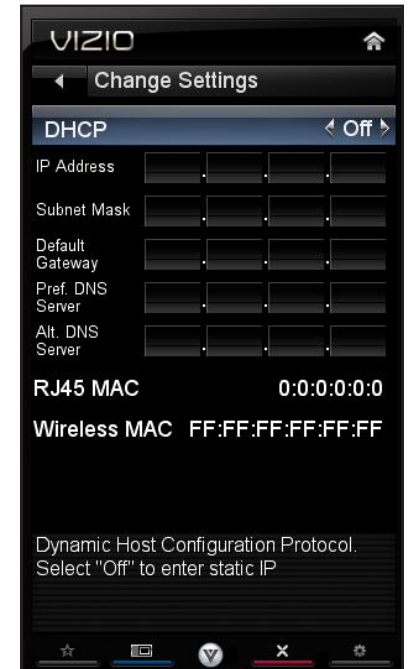 VIZIO
Change Settings
DHCP Off
IP Address . . .
Subnet Mask . . .
Default
Gateway . . .
Pref. DNS
Server . . .
Alt. DNS
Server . . .
RJ45 MAC 0:0:0:0:0:0
Wireless MAC FF:FF:FF:FF:FF:FF
Dynamic Host Configuration Protocol.
Select "Off" to enter static IP
V